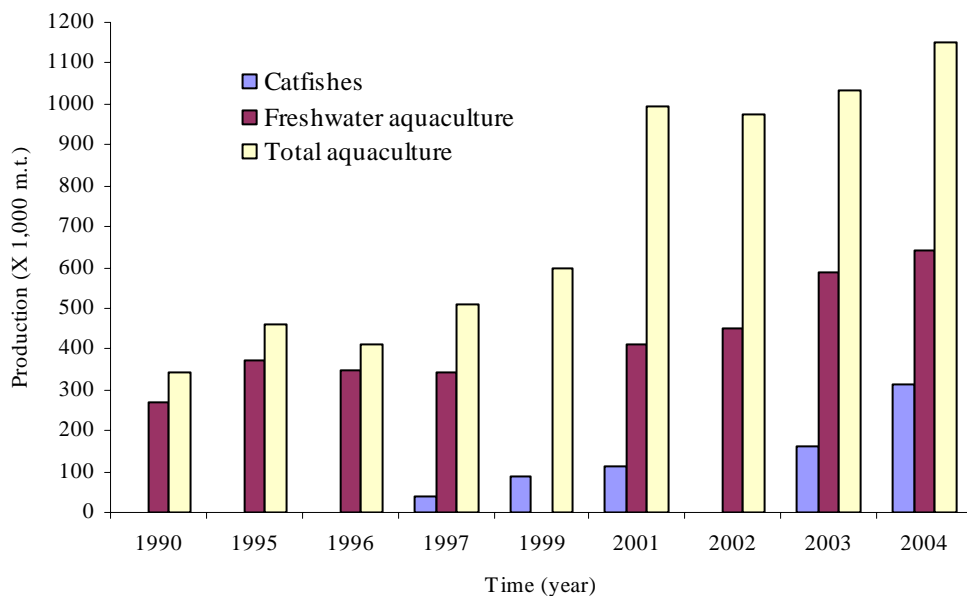 1200
1100
1000
900
800
700
600
500
400
300
200
100
0
Production (X 1,000 m.t.)
Catfishes
Freshwater aquaculture
Total aquaculture
1990 1995 1996 1997 1999 2001 2002 2003 2004
Time (year)